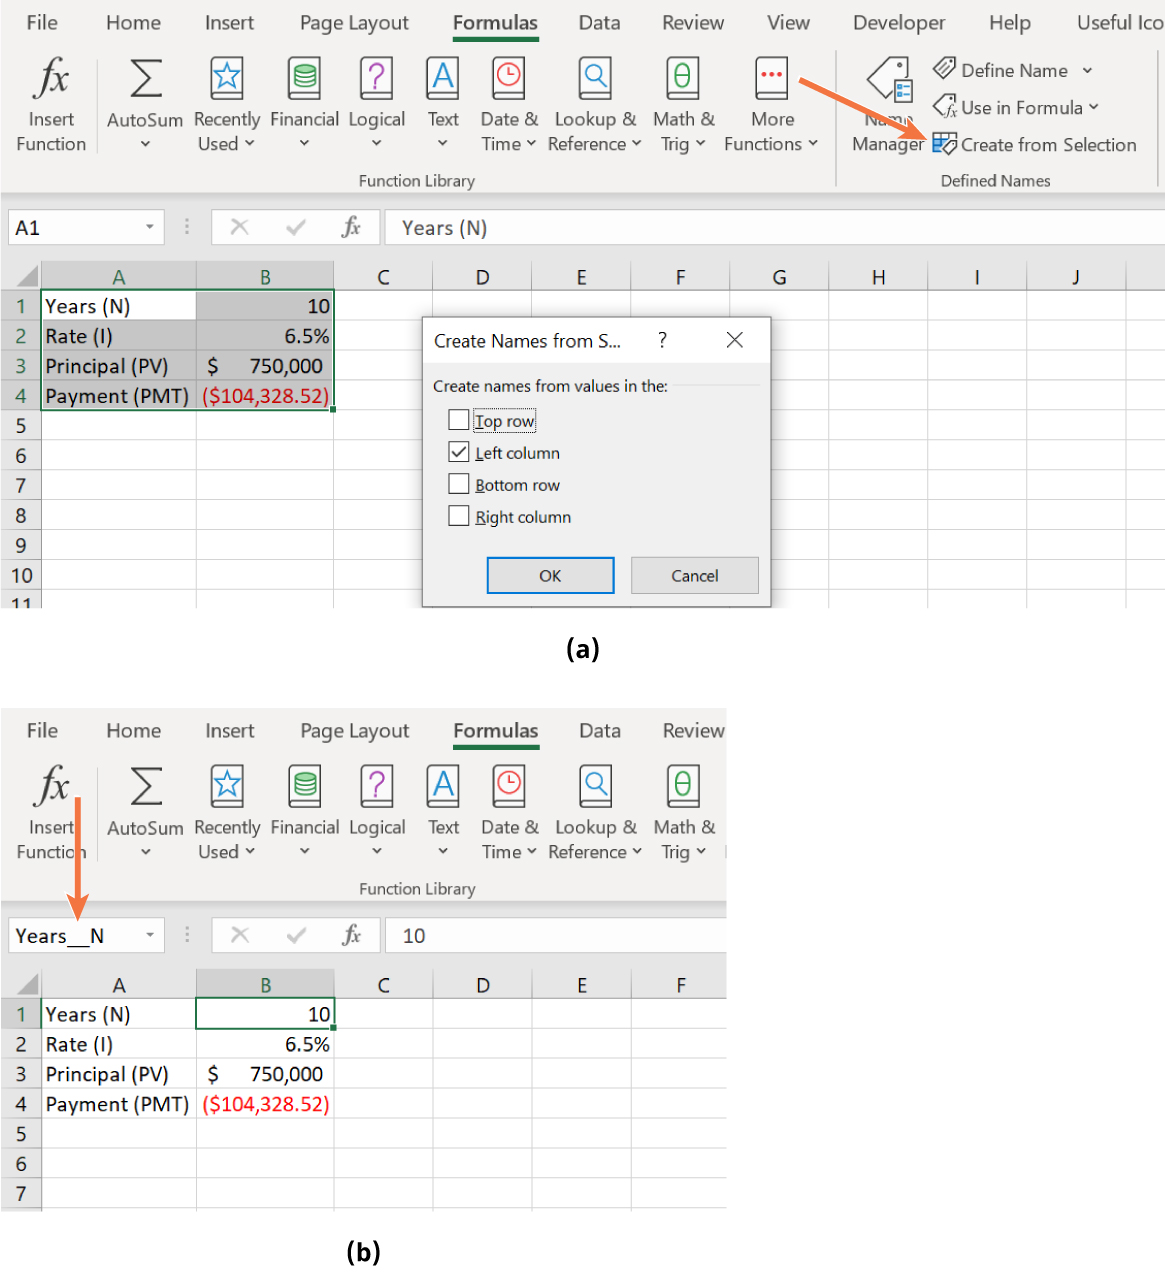 File Home Insert Page Layout Formulas Data Review View Developer Help Useful Ico
fx Insert Function
AutoSum
Recently Used
Financial
Logical
Text
Date & Time
Lookup & Reference
Math & Trig
More Functions
Function Library
Name Manager
Define Name
Use in Formula
Create from Selection
Defined Names
A1 fx Years (N)
A B C D E F G H I J
1 Years (N) 10
2 Rate (I) 6.5%
3 Principal (PV) $ 750,000
4 Payment (PMT) ($104,328.52)
5
6
7
8
9
10
11
Create Names from S... ?
Create names from values in the:
Top row
Left column
Bottom row
Right column
OK Cancel
(a)
File Home Insert Page Layout Formulas Data Review
fx Insert Function
AutoSum
Recently Used
Financial
Logical
Text
Date & Time
Lookup & Reference
Math & Trig
Function Library
Years__N fx 10
A B C D E F
1 Years (N) 10
2 Rate (I) 6.5%
3 Principal (PV) $ 750,000
4 Payment (PMT) ($104,328.52)
5
6
7
(b)